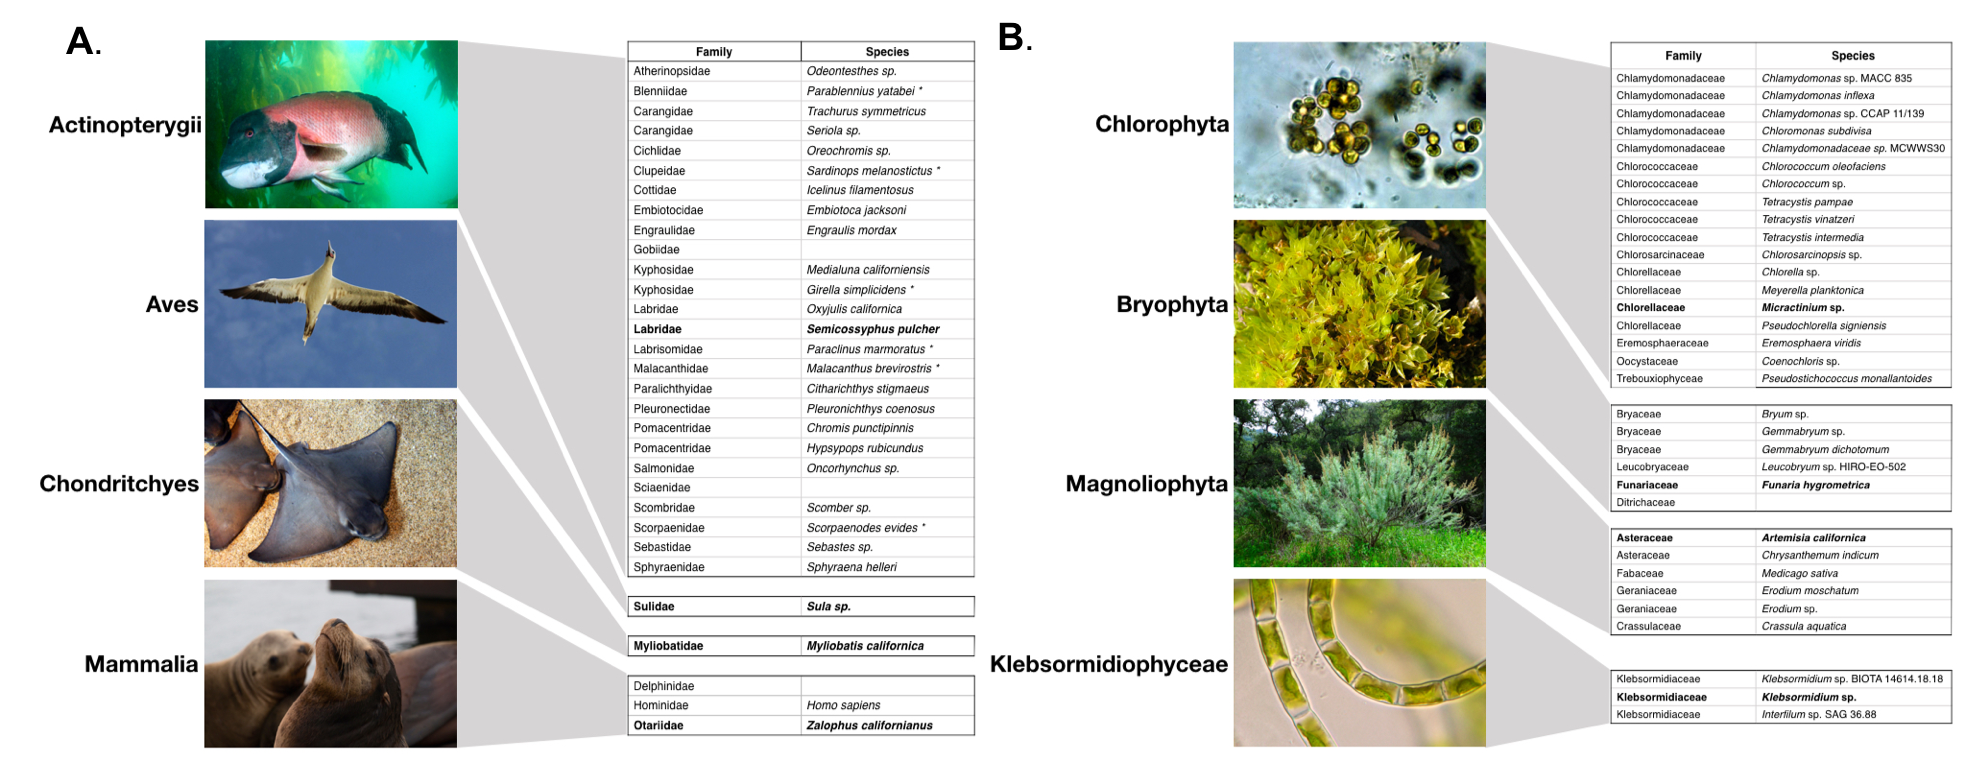 A.
Actinopterygii
Aves
Chondritchyes
Mammalia
Family Species
Atherinopsidae Odeontesthes sp.
Blenniidae Parablennius yatabei *
Carangidae Trachurus symmetricus
Carangidae Seriola sp.
Cichlidae Oreochromis sp.
Clupeidae Sardinops melanostictus *
Cottidae Icelinus filamentosus
Embiotocidae Embiotoca jacksoni
Engraulidae Engraulis mordax
Gobiidae
Kyphosidae Medialuna californiensis
Kyphosidae Girella simplicidens *
Labridae Oxyjulis californica
Labridae Semicossyphus pulcher
Labrisomidae Paraclinus marmoratus *
Malacanthidae Malacanthus brevirostris *
Paralichthyidae Citharichthys stigmaeus
Pleuronectidae Pleuronichthys coenosus
Pomacentridae Chromis punctipinnis
Pomacentridae Hypsypops rubicundus
Salmonidae Oncorhynchus sp.
Sciaenidae
Scombridae Scomber sp.
Scorpaenidae Scorpaenodes evides *
Sebastidae Sebastes sp.
Sphyraenidae Sphyraena helleri
Sulidae Sula sp.
Myliobatidae Myliobatis californica
Delphinidae
Hominidae Homo sapiens
Otariidae Zalophus californianus
B.
Chlorophyta
Bryophyta
Magnoliophyta
Klebsormidiophyceae
Family Species
Chlamydomonadaceae Chlamydomonas sp. MACC 835
Chlamydomonadaceae Chlamydomonas inflexa
Chlamydomonadaceae Chlamydomonas sp. CCAP 11/139
Chlamydomonadaceae Chloromonas subdivisa
Chlamydomonadaceae Chlamydomonadaceae sp. MCWWS30
Chlorococcaceae Chlorococcum oleofaciens
Chlorococcaceae Chlorococcum sp.
Chlorococcaceae Tetracystis pampae
Chlorococcaceae Tetracystis vinatzeri
Chlorococcaceae Tetracystis intermedia
Chlorosarcinaceae Chlorosarcinopsis sp.
Chlorellaceae Chlorella sp.
Chlorellaceae Meyerella planktonica
Chlorellaceae Micractinium sp.
Chlorellaceae Pseudochlorella signiensis
Eremosphaeraceae Eremosphaera viridis
Oocystaceae Coenochloris sp.
Trebouxiophyceae Pseudostichococcus monallantoides
Bryaceae Bryum sp.
Bryaceae Gemmabryum sp.
Bryaceae Gemmabryum dichotomum
Leucobryaceae Leucobryum sp. HIRO-EO-502
Funariaceae Funaria hygrometrica
Ditrichaceae
Asteraceae Artemisia californica
Asteraceae Chrysanthemum indicum
Fabaceae Medicago sativa
Geraniaceae Erodium moschatum
Geraniaceae Erodium sp.
Crassulaceae Crassula aquatica
Klebsormidiaceae Klebsormidium sp. BIOTA 14614.18.18
Klebsormidiaceae Klebsormidium sp.
Klebsormidiaceae Interfilum sp. SAG 36.88